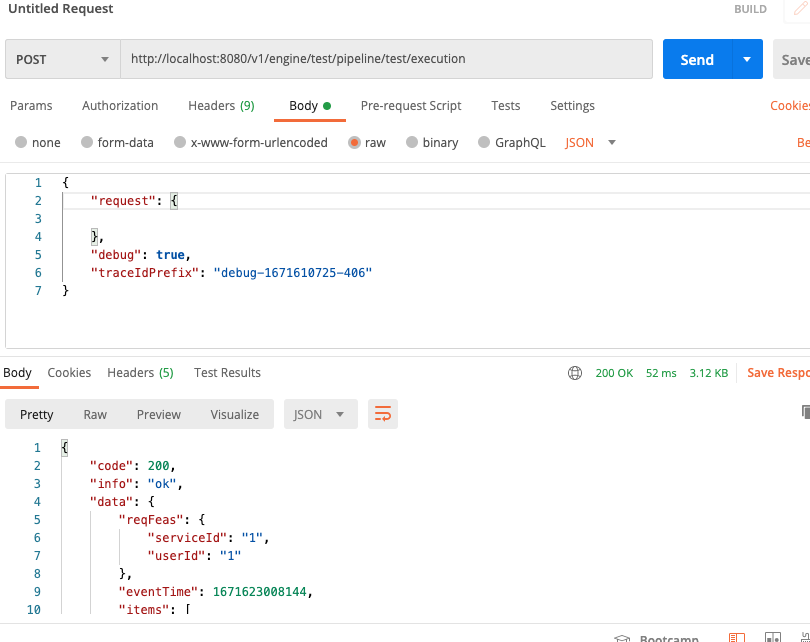 Untitled Request
BUILD
POST http://localhost:8080/v1/engine/test/pipeline/test/execution Send Save
Params Authorization Headers (9) Body Pre-request Script Tests Settings Cookies
none form-data x-www-form-urlencoded raw binary GraphQL JSON Be
1 {
2 "request": {
3
4 },
5 "debug": true,
6 "traceIdPrefix": "debug-1671610725-406"
7 }
Body Cookies Headers (5) Test Results 200 OK 52 ms 3.12 KB Save Respo
Pretty Raw Preview Visualize JSON
1 {
2 "code": 200,
3 "info": "ok",
4 "data": {
5 "reqFeas": {
6 "serviceId": "1",
7 "userId": "1"
8 },
9 "eventTime": 1671623008144,
10 "items": [
Bootcamp